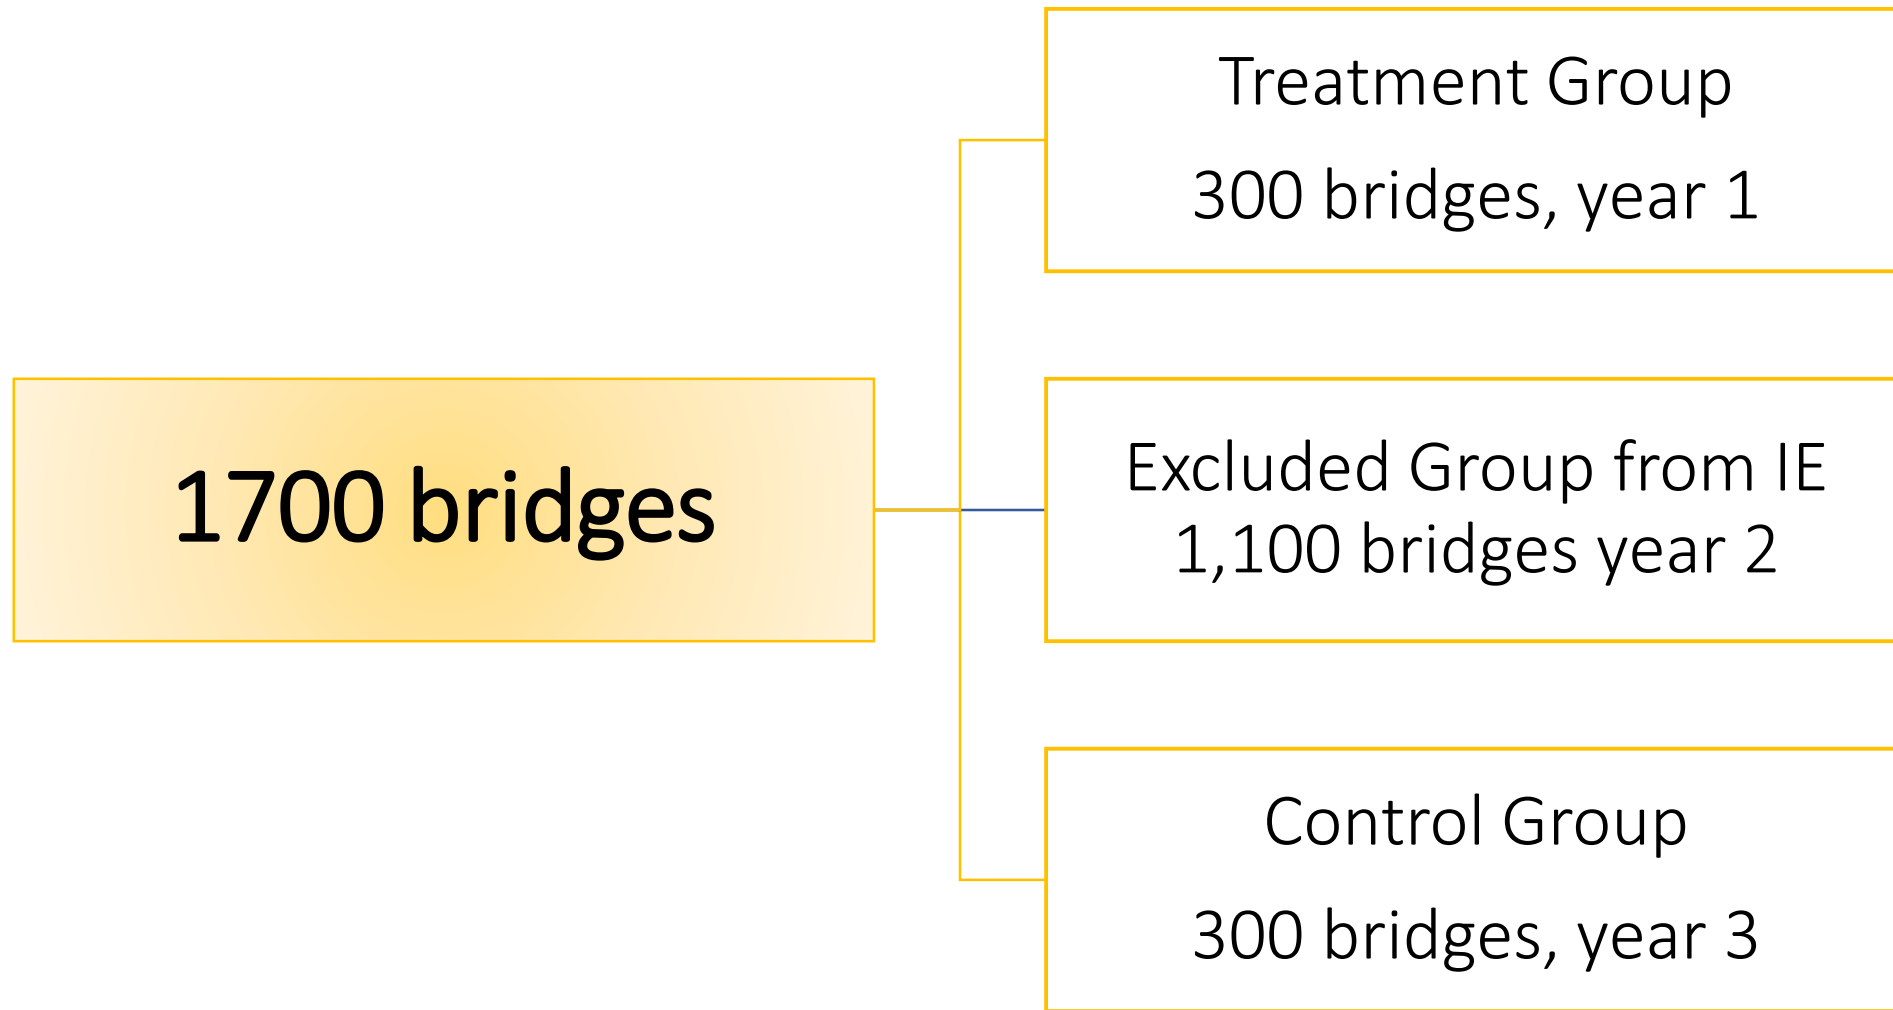 1700 bridges
Treatment Group
300 bridges, year 1
Excluded Group from IE
1,100 bridges year 2
Control Group
300 bridges, year 3